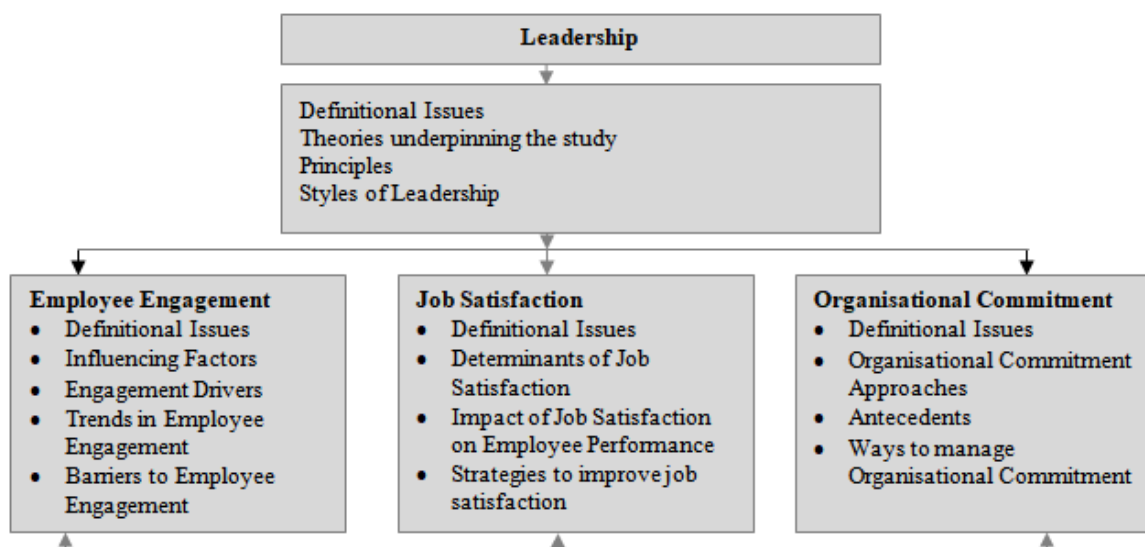 Leadership
Definitional Issues
Theories underpinning the study
Principles
Styles of Leadership
Employee Engagement
• Definitional Issues
• Influencing Factors
• Engagement Drivers
• Trends in Employee
Engagement
• Barriers to Employee
Engagement
Job Satisfaction
• Definitional Issues
• Determinants of Job
Satisfaction
• Impact of Job Satisfaction
on Employee Performance
• Strategies to improve job
satisfaction
Organisational Commitment
• Definitional Issues
• Organisational Commitment
Approaches
• Antecedents
• Ways to manage
Organisational Commitment